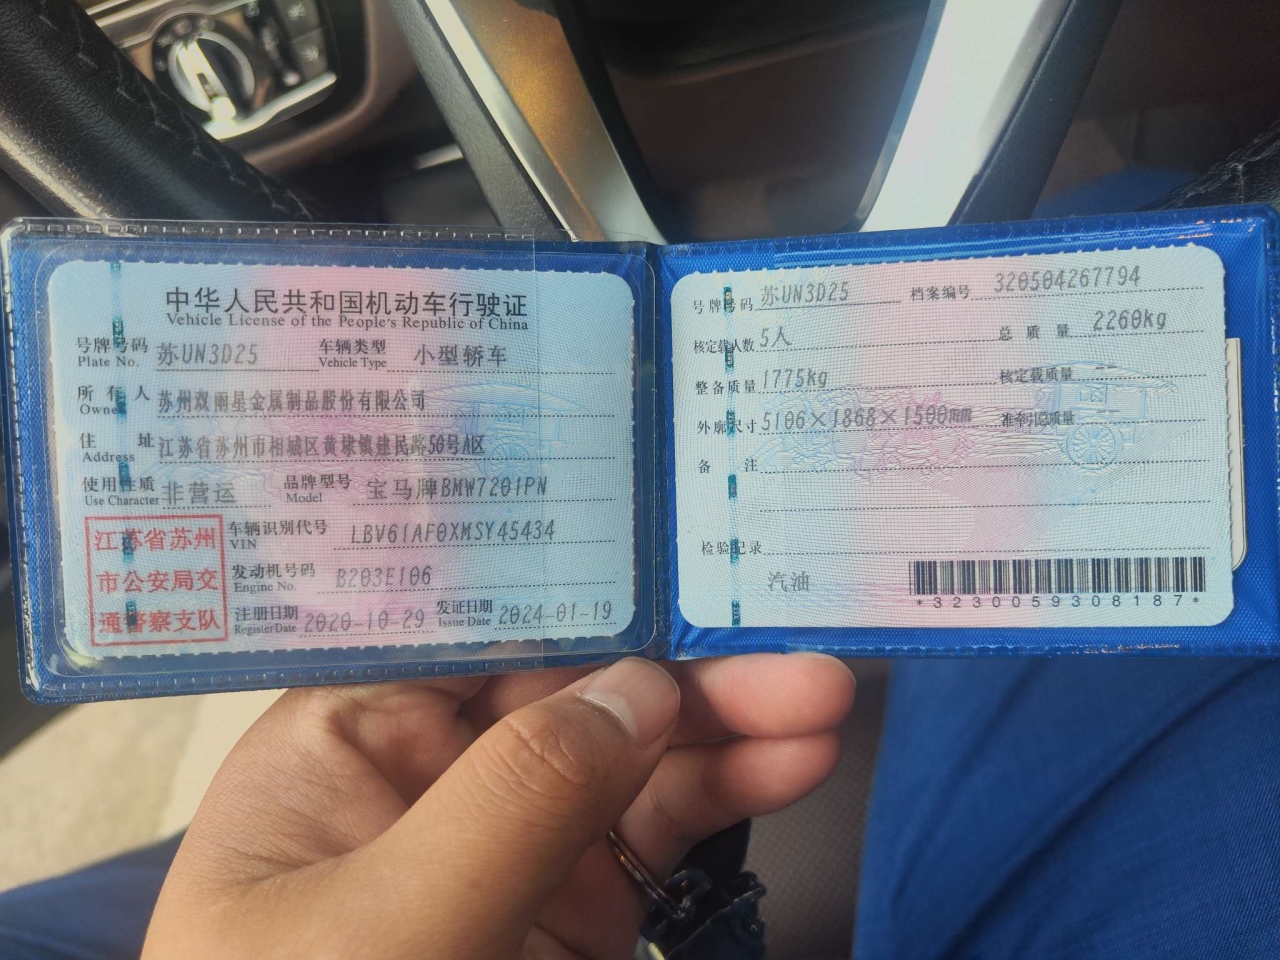 中华人民共和国机动车行驶证
Vehicle License of the People's Republic of China
号牌号码 苏UN3D25 车辆类型 小型轿车
Plate No. Vehicle Type
所有人 苏州双雨星金属制品股份有限公司
Owner
住址 江苏省苏州市相城区黄埭镇住民路50号A区
Address
使用性质 非营运 品牌型号 宝马牌BMW7201PN
Use Character Model
江苏省苏州
市公安局交
通警察支队
车辆识别代号 LBV61AF0XMSY45434
VIN
发动机号码 B203E106
Engine No.
注册日期 2020-10-29 发证日期 2024-01-19
Register Date Issue Date
号牌号码 苏UN3D25 档案编号 320504267794
核定载人数 5人 总质量 2260kg
整备质量 1775kg 核定载质量 --
外廓尺寸 5106×1868×1500mm 准牵引总质量 --
备注
检验记录
汽油
*3230059308187*